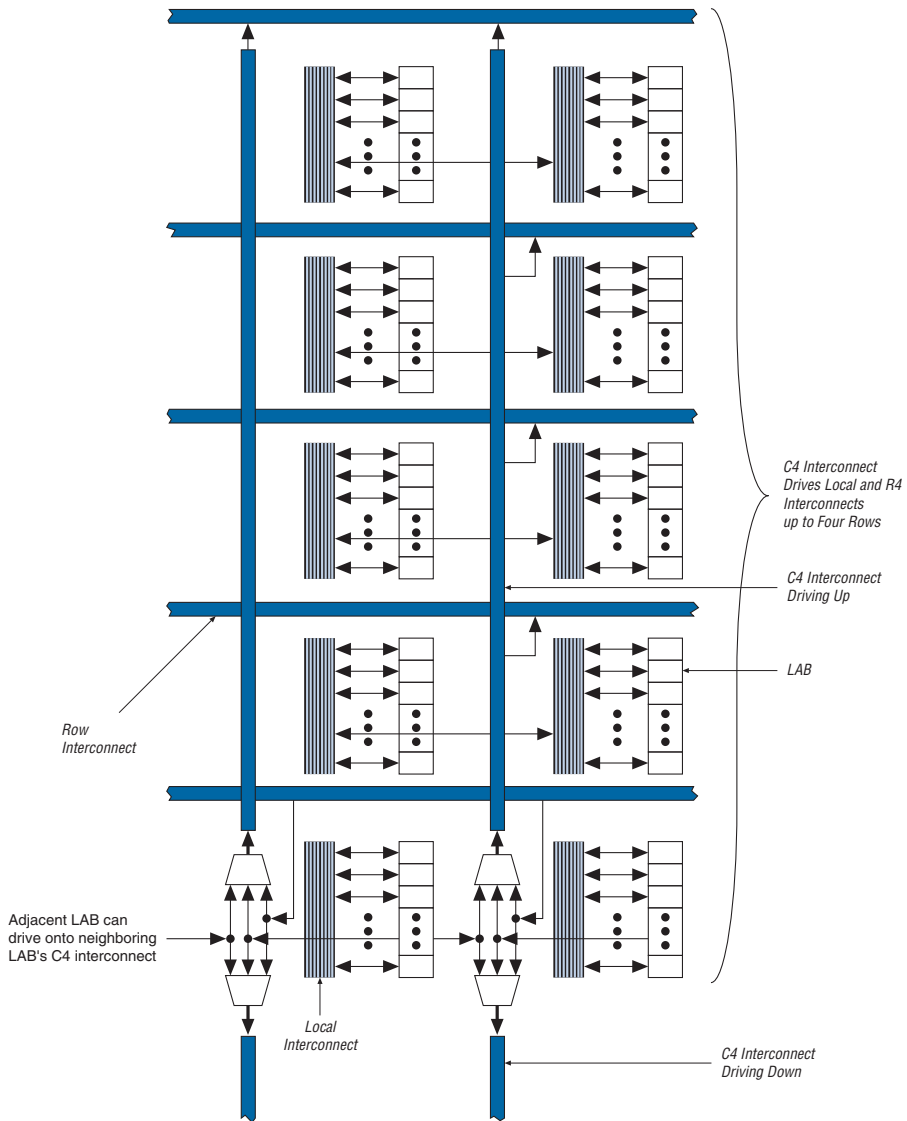 C4 Interconnect
Drives Local and R4
Interconnects
up to Four Rows
C4 Interconnect
Driving Up
LAB
Row
Interconnect
Adjacent LAB can
drive onto neighboring
LAB's C4 interconnect
Local
Interconnect
C4 Interconnect
Driving Down